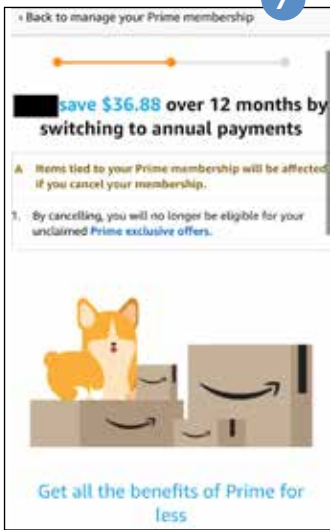 7
‹ Back to manage your Prime membership
save $36.88 over 12 months by
switching to annual payments
Items tied to your Prime membership will be affected
if you cancel your membership.
1. By cancelling, you will no longer be eligible for your
unclaimed Prime exclusive offers.
Get all the benefits of Prime for
less